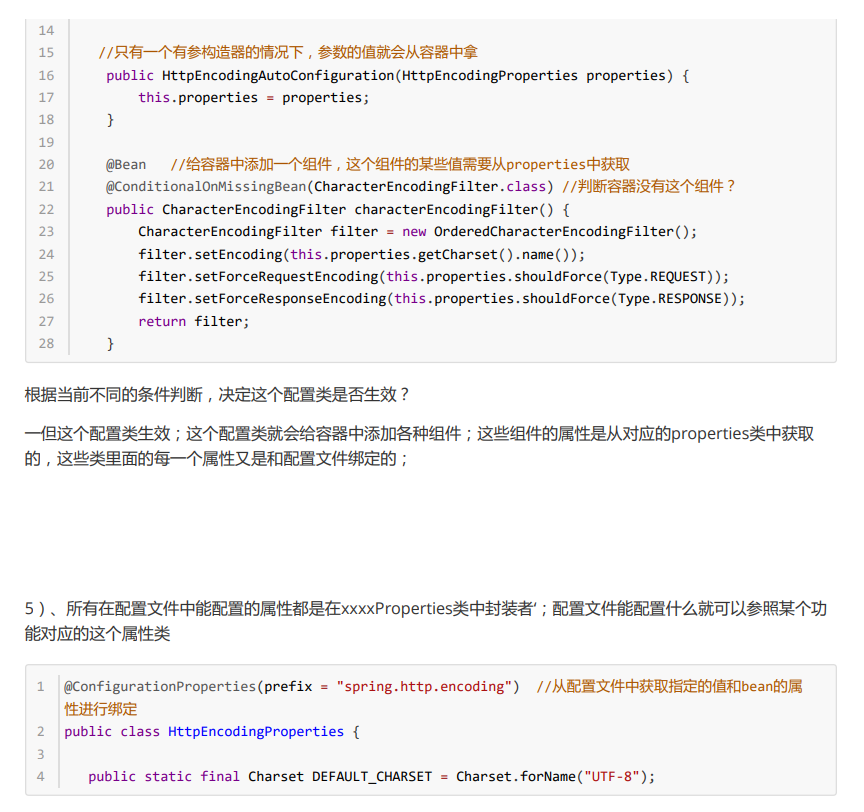 14
15 //只有一个有参构造器的情况下，参数的值就会从容器中拿
16 public HttpEncodingAutoConfiguration(HttpEncodingProperties properties) {
17 this.properties = properties;
18 }
19
20 @Bean //给容器中添加一个组件，这个组件的某些值需要从properties中获取
21 @ConditionalOnMissingBean(CharacterEncodingFilter.class) //判断容器没有这个组件？
22 public CharacterEncodingFilter characterEncodingFilter() {
23 CharacterEncodingFilter filter = new OrderedCharacterEncodingFilter();
24 filter.setEncoding(this.properties.getCharset().name());
25 filter.setForceRequestEncoding(this.properties.shouldForce(Type.REQUEST));
26 filter.setForceResponseEncoding(this.properties.shouldForce(Type.RESPONSE));
27 return filter;
28 }
根据当前不同的条件判断，决定这个配置类是否生效？
一但这个配置类生效；这个配置类就会给容器中添加各种组件；这些组件的属性是从对应的properties类中获取
的，这些类里面的每一个属性又是和配置文件绑定的；
5）、所有在配置文件中能配置的属性都是在xxxxProperties类中封装者‘；配置文件能配置什么就可以参照某个功
能对应的这个属性类
1 @ConfigurationProperties(prefix = "spring.http.encoding") //从配置文件中获取指定的值和bean的属
性进行绑定
2 public class HttpEncodingProperties {
3
4 public static final Charset DEFAULT_CHARSET = Charset.forName("UTF-8");